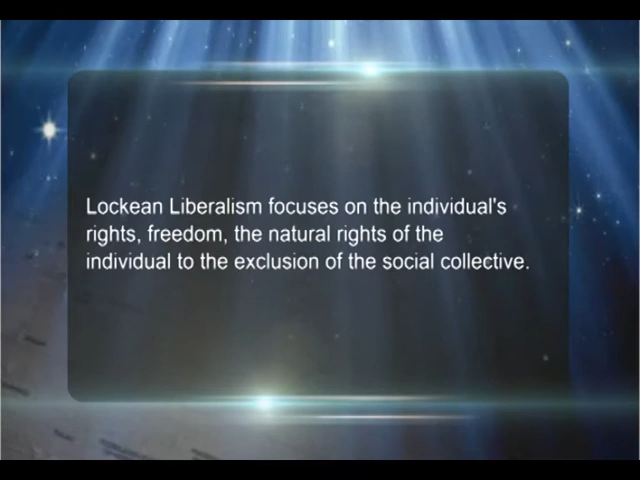 Lockean Liberalism focuses on the individual's
rights, freedom, the natural rights of the
individual to the exclusion of the social collective.